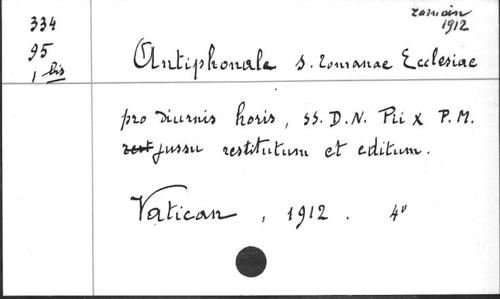 romain
1912
334
95
1 bis
Antiphonale s. romanae Ecclesiae
pro diurnis horis, SS. D. N. Pii X P. M.
jussu restitutum et editum.
Vatican, 1912. 4°